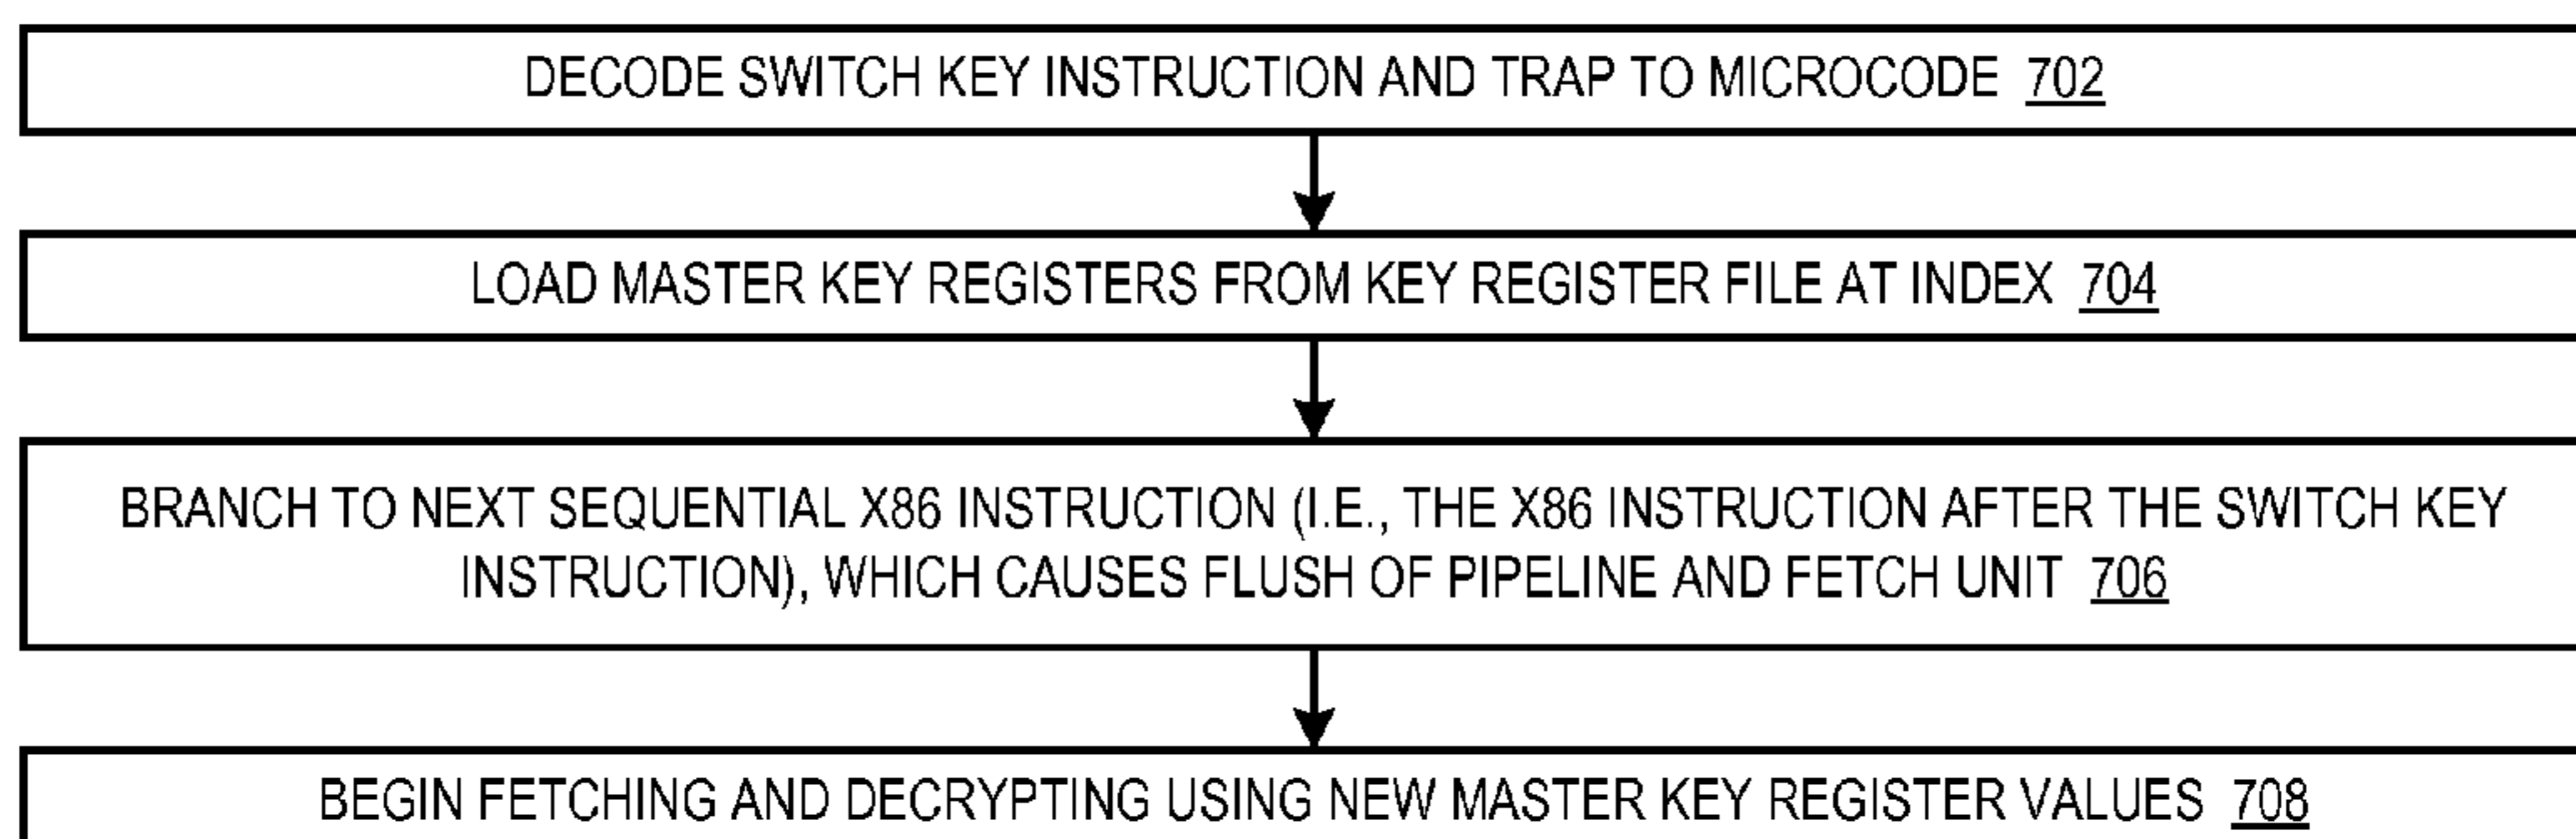 DECODE SWITCH KEY INSTRUCTION AND TRAP TO MICROCODE 702
LOAD MASTER KEY REGISTERS FROM KEY REGISTER FILE AT INDEX 704
BRANCH TO NEXT SEQUENTIAL X86 INSTRUCTION (I.E., THE X86 INSTRUCTION AFTER THE SWITCH KEY
INSTRUCTION), WHICH CAUSES FLUSH OF PIPELINE AND FETCH UNIT 706
BEGIN FETCHING AND DECRYPTING USING NEW MASTER KEY REGISTER VALUES 708